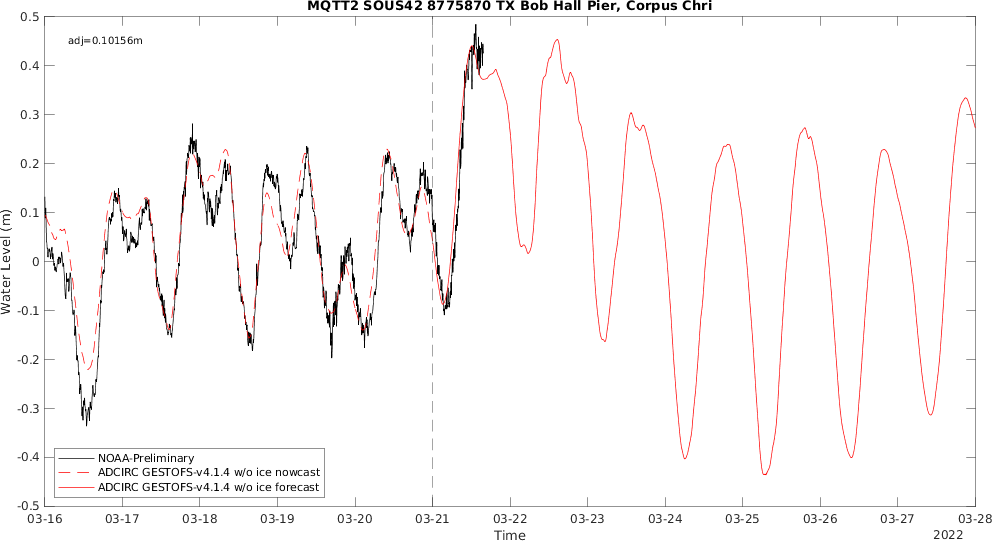 MQTT2 SOUS42 8775870 TX Bob Hall Pier, Corpus Chri
adj=0.10156m
0.5
0.4
0.3
0.2
0.1
0
-0.1
-0.2
-0.3
-0.4
-0.5
Water Level (m)
NOAA-Preliminary
ADCIRC GESTOFS-v4.1.4 w/o ice nowcast
ADCIRC GESTOFS-v4.1.4 w/o ice forecast
03-16 03-17 03-18 03-19 03-20 03-21 03-22 03-23 03-24 03-25 03-26 03-27 03-28
Time
2022